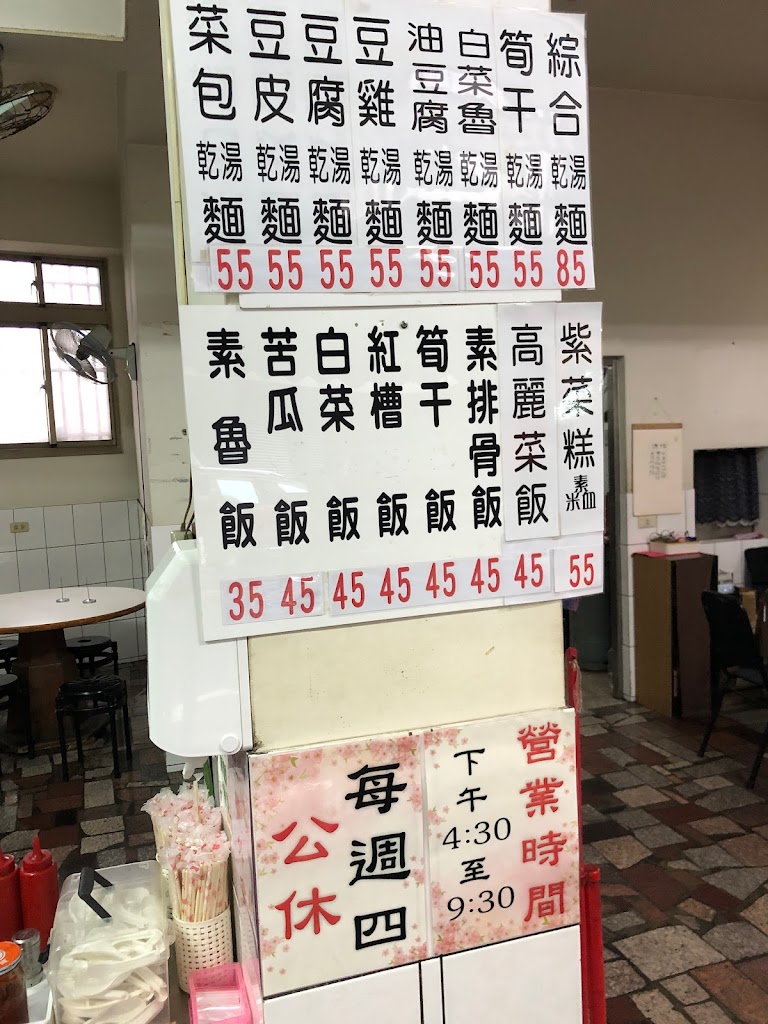 綜合乾湯麵 85
筍干乾湯麵 55
白菜魯乾湯麵 55
油豆腐乾湯麵 55
豆雞乾湯麵 55
豆腐乾湯麵 55
豆皮乾湯麵 55
菜包乾湯麵 55
紫菜糕素米血 55
高麗菜飯 45
素排骨飯 45
筍干飯 45
紅槽飯 45
白菜飯 45
苦瓜飯 45
素魯飯 35
營業時間
下午4:30至9:30
每週四
公休